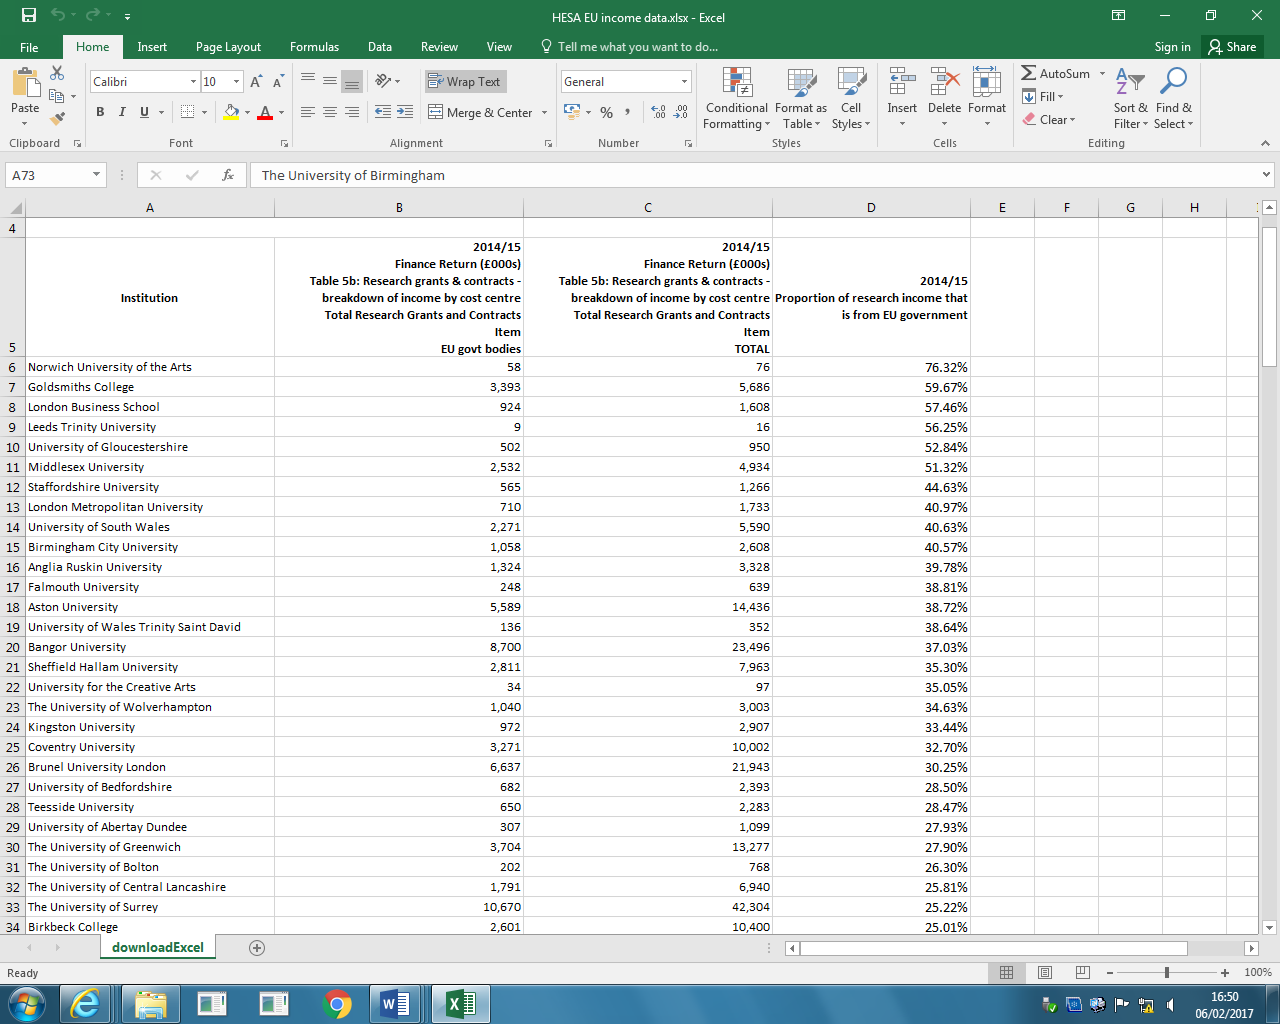 HESA EU income data.xlsx - Excel
File Home Insert Page Layout Formulas Data Review View Tell me what you want to do... Sign in Share
Paste
Calibri 10
Wrap Text
Merge & Center
General
Conditional Formatting
Format as Table
Cell Styles
Insert Delete Format
AutoSum
Fill
Clear
Sort & Filter
Find & Select
Clipboard Font Alignment Number Styles Cells Editing
A73 fx The University of Birmingham
A B C D E F G H
4
5 Institution
2014/15
Finance Return (£000s)
Table 5b: Research grants & contracts -
breakdown of income by cost centre
Total Research Grants and Contracts
Item
EU govt bodies
2014/15
Finance Return (£000s)
Table 5b: Research grants & contracts -
breakdown of income by cost centre
Total Research Grants and Contracts
Item
TOTAL
2014/15
Proportion of research income that
is from EU government
6 Norwich University of the Arts 58 76 76.32%
7 Goldsmiths College 3,393 5,686 59.67%
8 London Business School 924 1,608 57.46%
9 Leeds Trinity University 9 16 56.25%
10 University of Gloucestershire 502 950 52.84%
11 Middlesex University 2,532 4,934 51.32%
12 Staffordshire University 565 1,266 44.63%
13 London Metropolitan University 710 1,733 40.97%
14 University of South Wales 2,271 5,590 40.63%
15 Birmingham City University 1,058 2,608 40.57%
16 Anglia Ruskin University 1,324 3,328 39.78%
17 Falmouth University 248 639 38.81%
18 Aston University 5,589 14,436 38.72%
19 University of Wales Trinity Saint David 136 352 38.64%
20 Bangor University 8,700 23,496 37.03%
21 Sheffield Hallam University 2,811 7,963 35.30%
22 University for the Creative Arts 34 97 35.05%
23 The University of Wolverhampton 1,040 3,003 34.63%
24 Kingston University 972 2,907 33.44%
25 Coventry University 3,271 10,002 32.70%
26 Brunel University London 6,637 21,943 30.25%
27 University of Bedfordshire 682 2,393 28.50%
28 Teesside University 650 2,283 28.47%
29 University of Abertay Dundee 307 1,099 27.93%
30 The University of Greenwich 3,704 13,277 27.90%
31 The University of Bolton 202 768 26.30%
32 The University of Central Lancashire 1,791 6,940 25.81%
33 The University of Surrey 10,670 42,304 25.22%
34 Birkbeck College 2,601 10,400 25.01%
downloadExcel
Ready
100%
16:50
06/02/2017